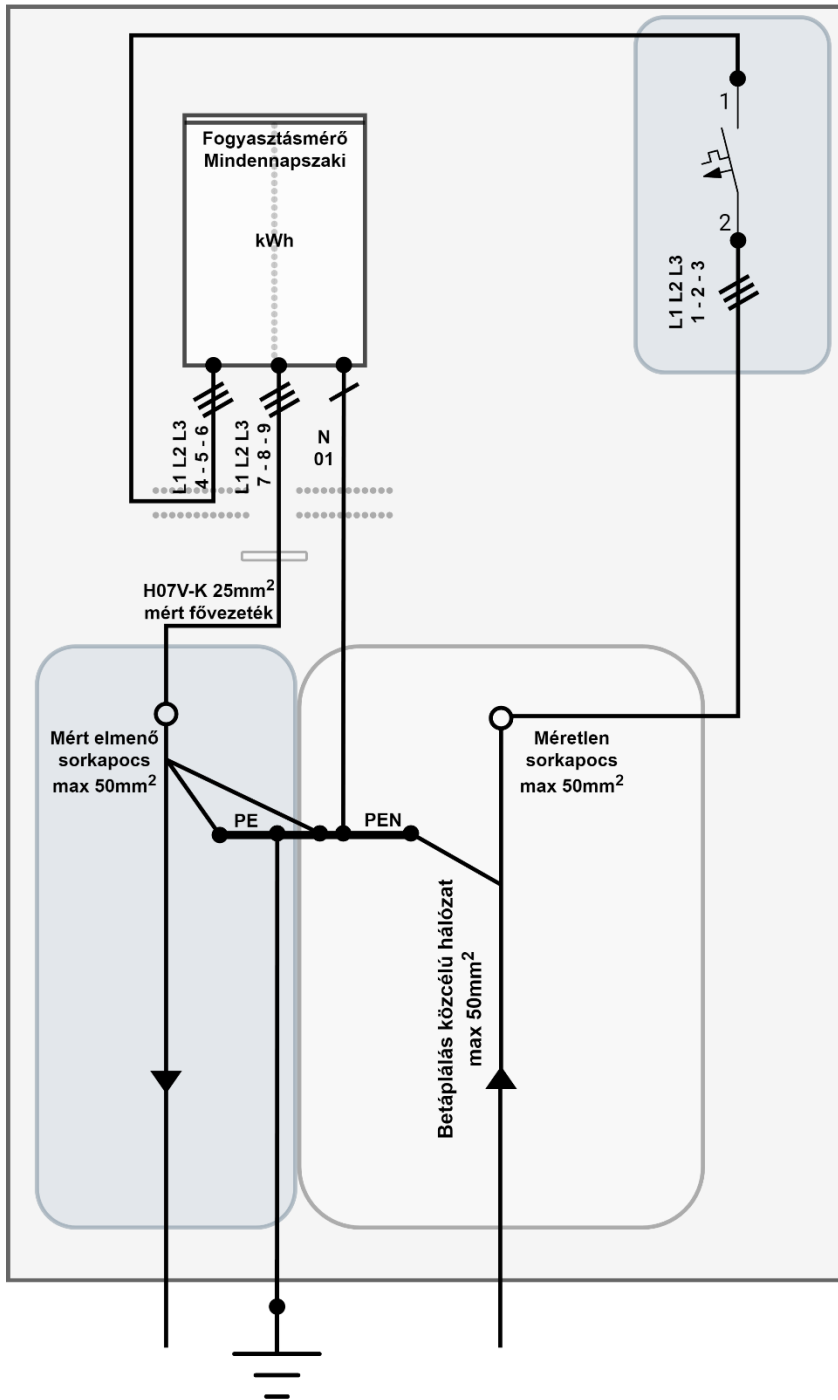 Fogyasztásmérő
Mindennapszaki
kWh
1
2
L1 L2 L3
1 - 2 - 3
L1 L2 L3
4 - 5 - 6
L1 L2 L3
7 - 8 - 9
N
01
H07V-K 25mm²
mért fővezeték
Mért elmenő
sorkapocs
max 50mm²
Méretlen
sorkapocs
max 50mm²
PE
PEN
Betáplálás közcélú hálózat
max 50mm²